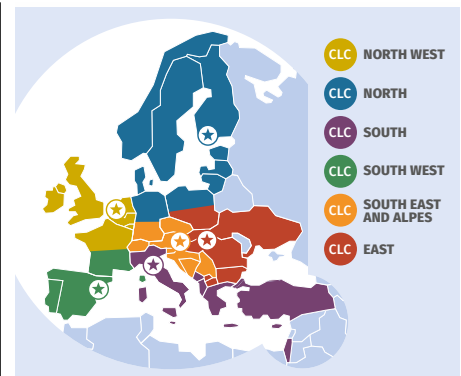 CLC NORTH WEST
CLC NORTH
CLC SOUTH
CLC SOUTH WEST
CLC SOUTH EAST
AND ALPES
CLC EAST